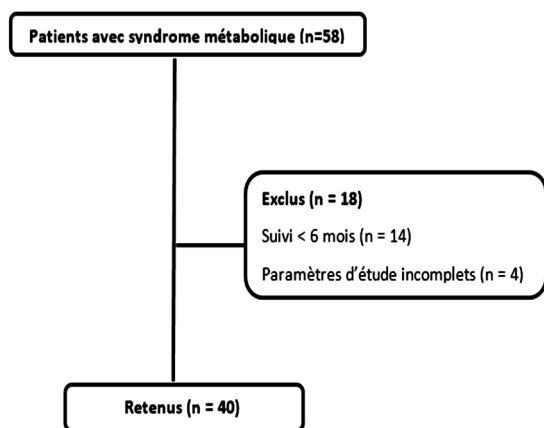 Patients avec syndrome métabolique (n=58)
Exclus (n = 18)
Suivi < 6 mois (n = 14)
Paramètres d'étude incomplets (n = 4)
Retenus (n = 40)